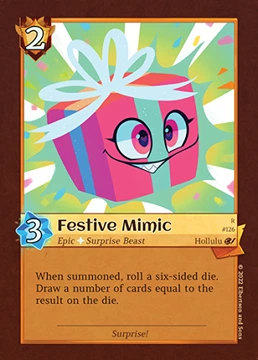 2
3
Festive Mimic
R
#126
Epic Surprise Beast
Hollulu
When summoned, roll a six-sided die.
Draw a number of cards equal to the
result on the die.
Surprise!
© 2022 Elbertson and Sons